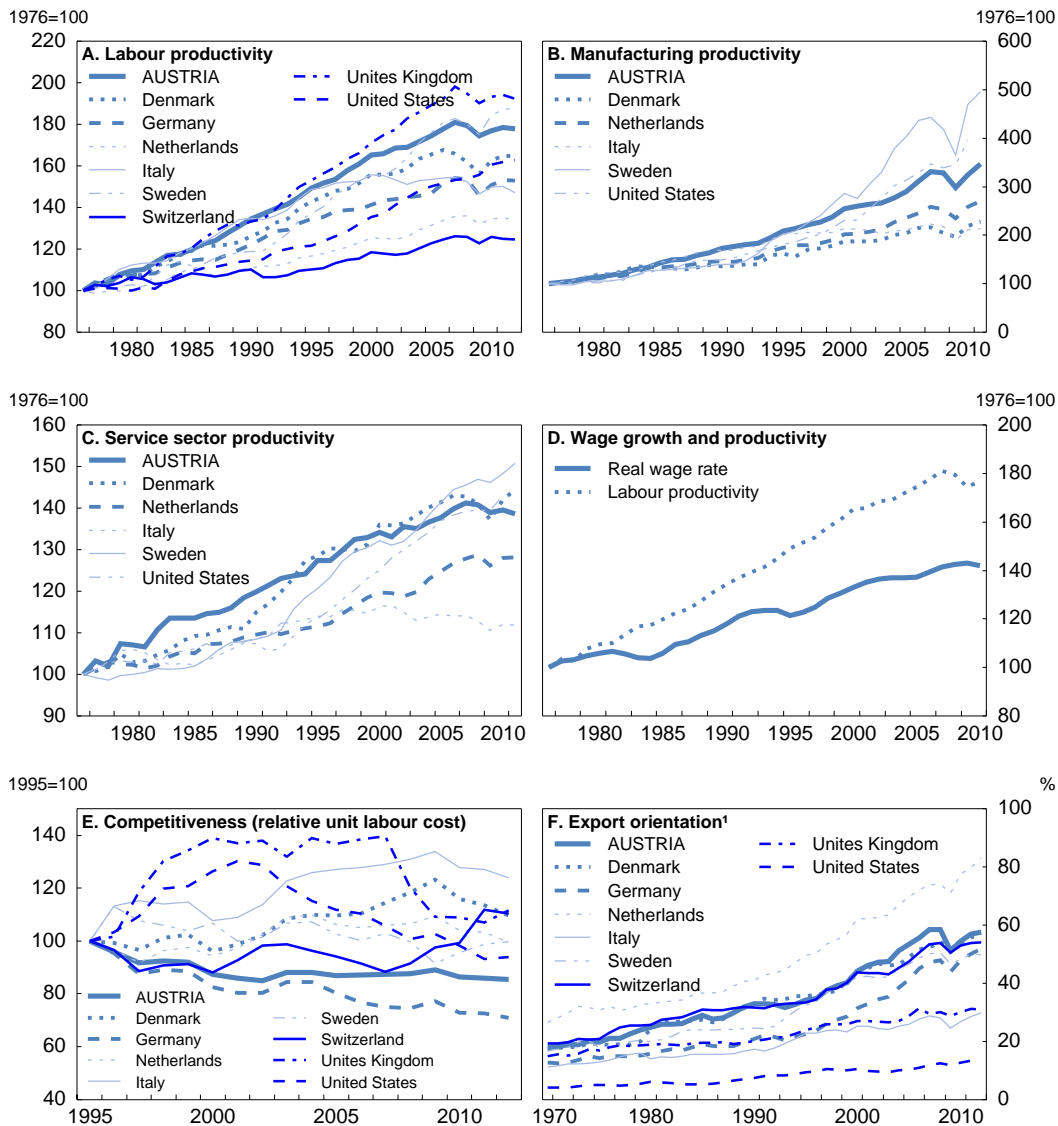 1976=100
1976=100
A. Labour productivity
AUSTRIA
Denmark
Germany
Netherlands
Italy
Sweden
Switzerland
Unites Kingdom
United States
220
200
180
160
140
120
100
80
1980 1985 1990 1995 2000 2005 2010
B. Manufacturing productivity
AUSTRIA
Denmark
Netherlands
Italy
Sweden
United States
600
500
400
300
200
100
0
1980 1985 1990 1995 2000 2005 2010
1976=100
1976=100
C. Service sector productivity
AUSTRIA
Denmark
Netherlands
Italy
Sweden
United States
160
150
140
130
120
110
100
90
1980 1985 1990 1995 2000 2005 2010
D. Wage growth and productivity
Real wage rate
Labour productivity
200
180
160
140
120
100
80
1980 1985 1990 1995 2000 2005 2010
1995=100
%
E. Competitiveness (relative unit labour cost)
140
120
100
80
60
40
AUSTRIA
Denmark
Germany
Netherlands
Italy
Sweden
Switzerland
Unites Kingdom
United States
1995 2000 2005 2010
F. Export orientation¹
AUSTRIA
Denmark
Germany
Netherlands
Italy
Sweden
Switzerland
Unites Kingdom
United States
100
80
60
40
20
0
1970 1980 1990 2000 2010